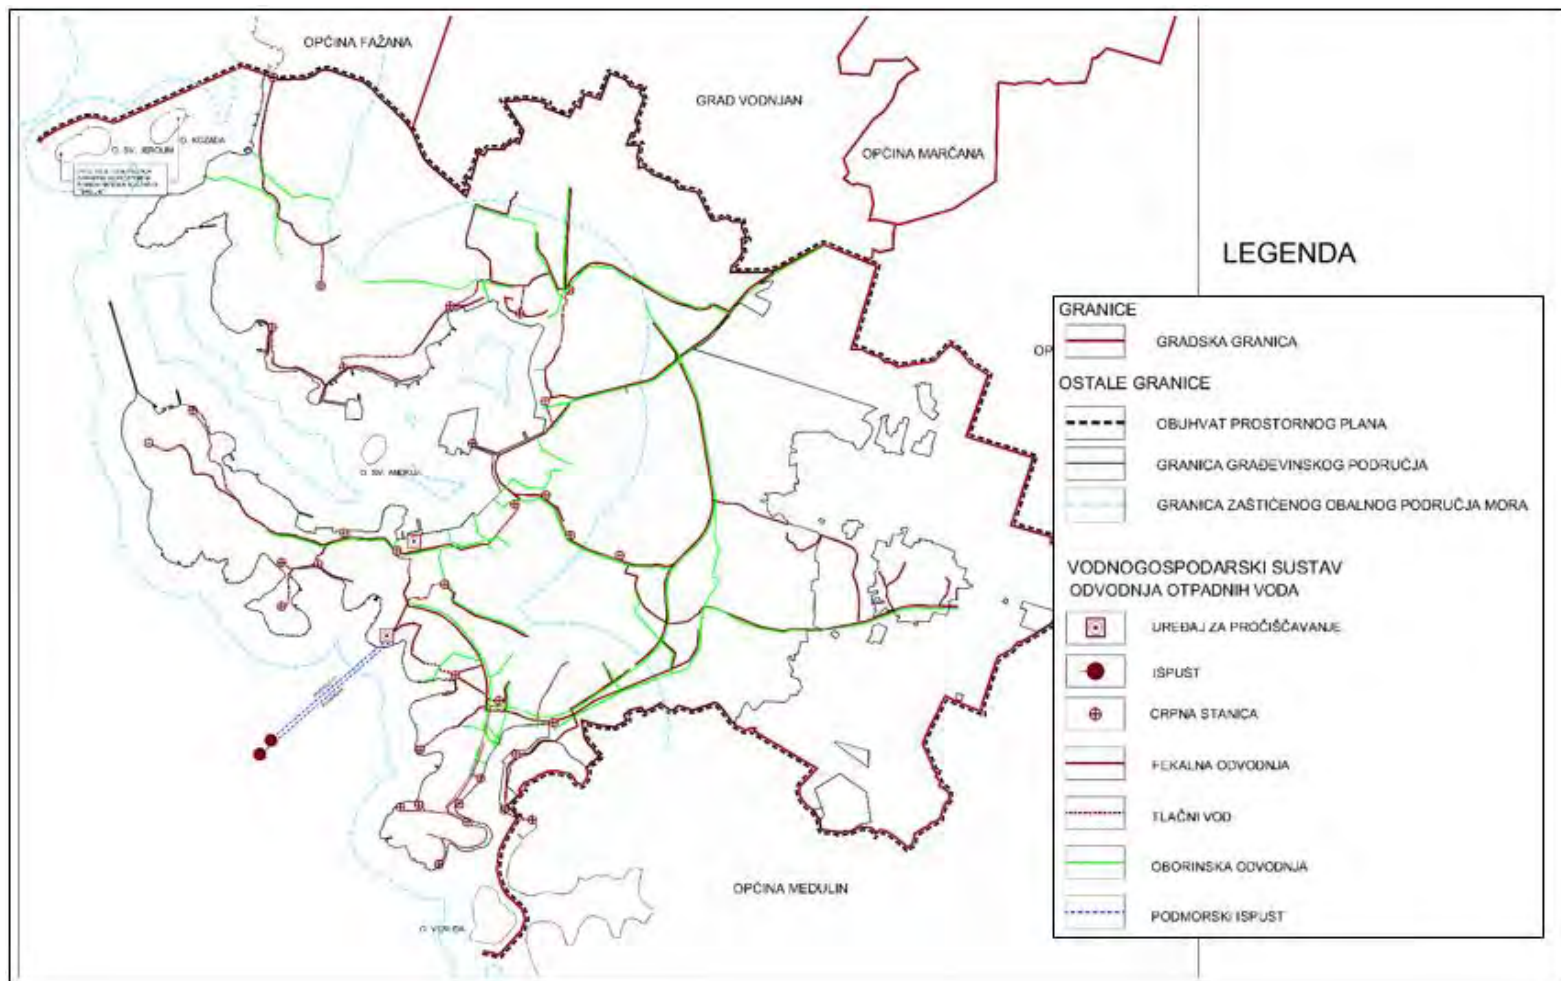 OPĆINA FAŽANA
GRAD VODNJAN
OPĆINA MARČANA
O. KOZADA
O. SV. JEROLIM
O. SV. ANDRIJA
OPĆINA MEDULIN
OP
LEGENDA
GRANICE
GRADSKA GRANICA
OSTALE GRANICE
OBUHVAT PROSTORNOG PLANA
GRANICA GRAĐEVINSKOG PODRUČJA
GRANICA ZAŠTIĆENOG OBALNOG PODRUČJA MORA
VODNOGOSPODARSKI SUSTAV
ODVODNJA OTPADNIH VODA
UREĐAJ ZA PROČIŠĆAVANJE
ISPUST
CRPNA STANICA
FEKALNA ODVODNJA
TLAČNI VOD
OBORINSKA ODVODNJA
PODMORSKI ISPUST